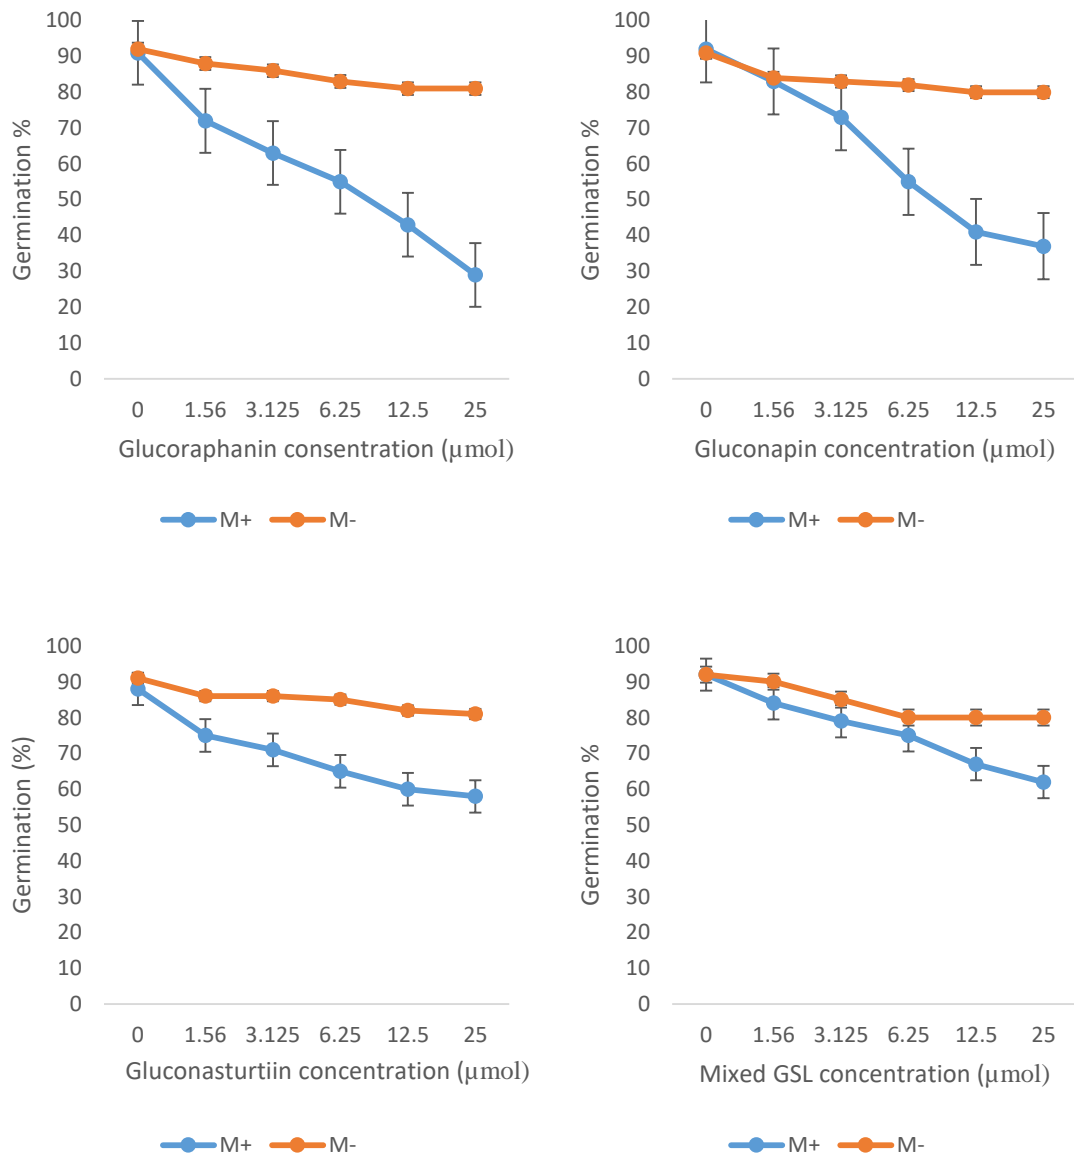 100
90
80
70
60
50
40
30
20
10
0
Germination %
0 1.56 3.125 6.25 12.5 25
Glucoraphanin consentration (µmol)
M+ M-
100
90
80
70
60
50
40
30
20
10
0
Germination %
0 1.56 3.125 6.25 12.5 25
Gluconapin concentration (µmol)
M+ M-
100
90
80
70
60
50
40
30
20
10
0
Germination (%)
0 1.56 3.125 6.25 12.5 25
Gluconasturtiin concentration (µmol)
M+ M-
100
90
80
70
60
50
40
30
20
10
0
Germination %
0 1.56 3.125 6.25 12.5 25
Mixed GSL concentration (µmol)
M+ M-